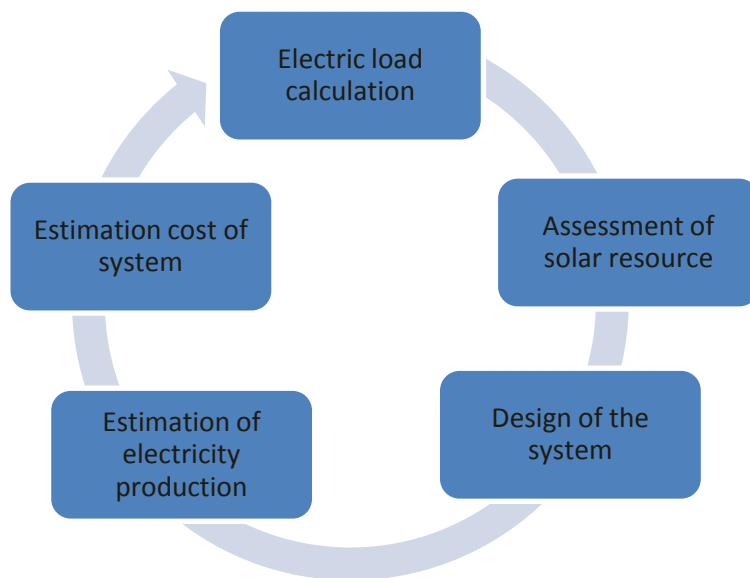 Electric load
calculation
Assessment of
solar resource
Design of the
system
Estimation of
electricity
production
Estimation cost of
system